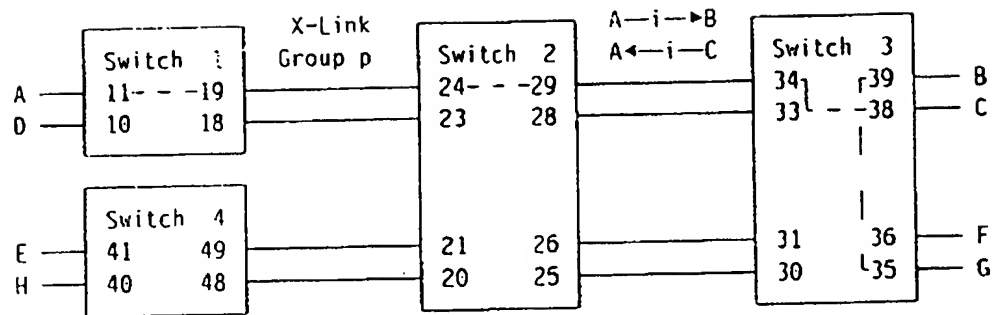 X-Link
Group p
A—i—►B
A◄—i—C
Switch
Switch 2
Switch 3
A
11- - -19
24- - -29
34
39
B
D
10 18
23 28
33
- -38
C
Switch 4
E
41 49
21 26
31 36
F
H
40 48
20 25
30 35
G